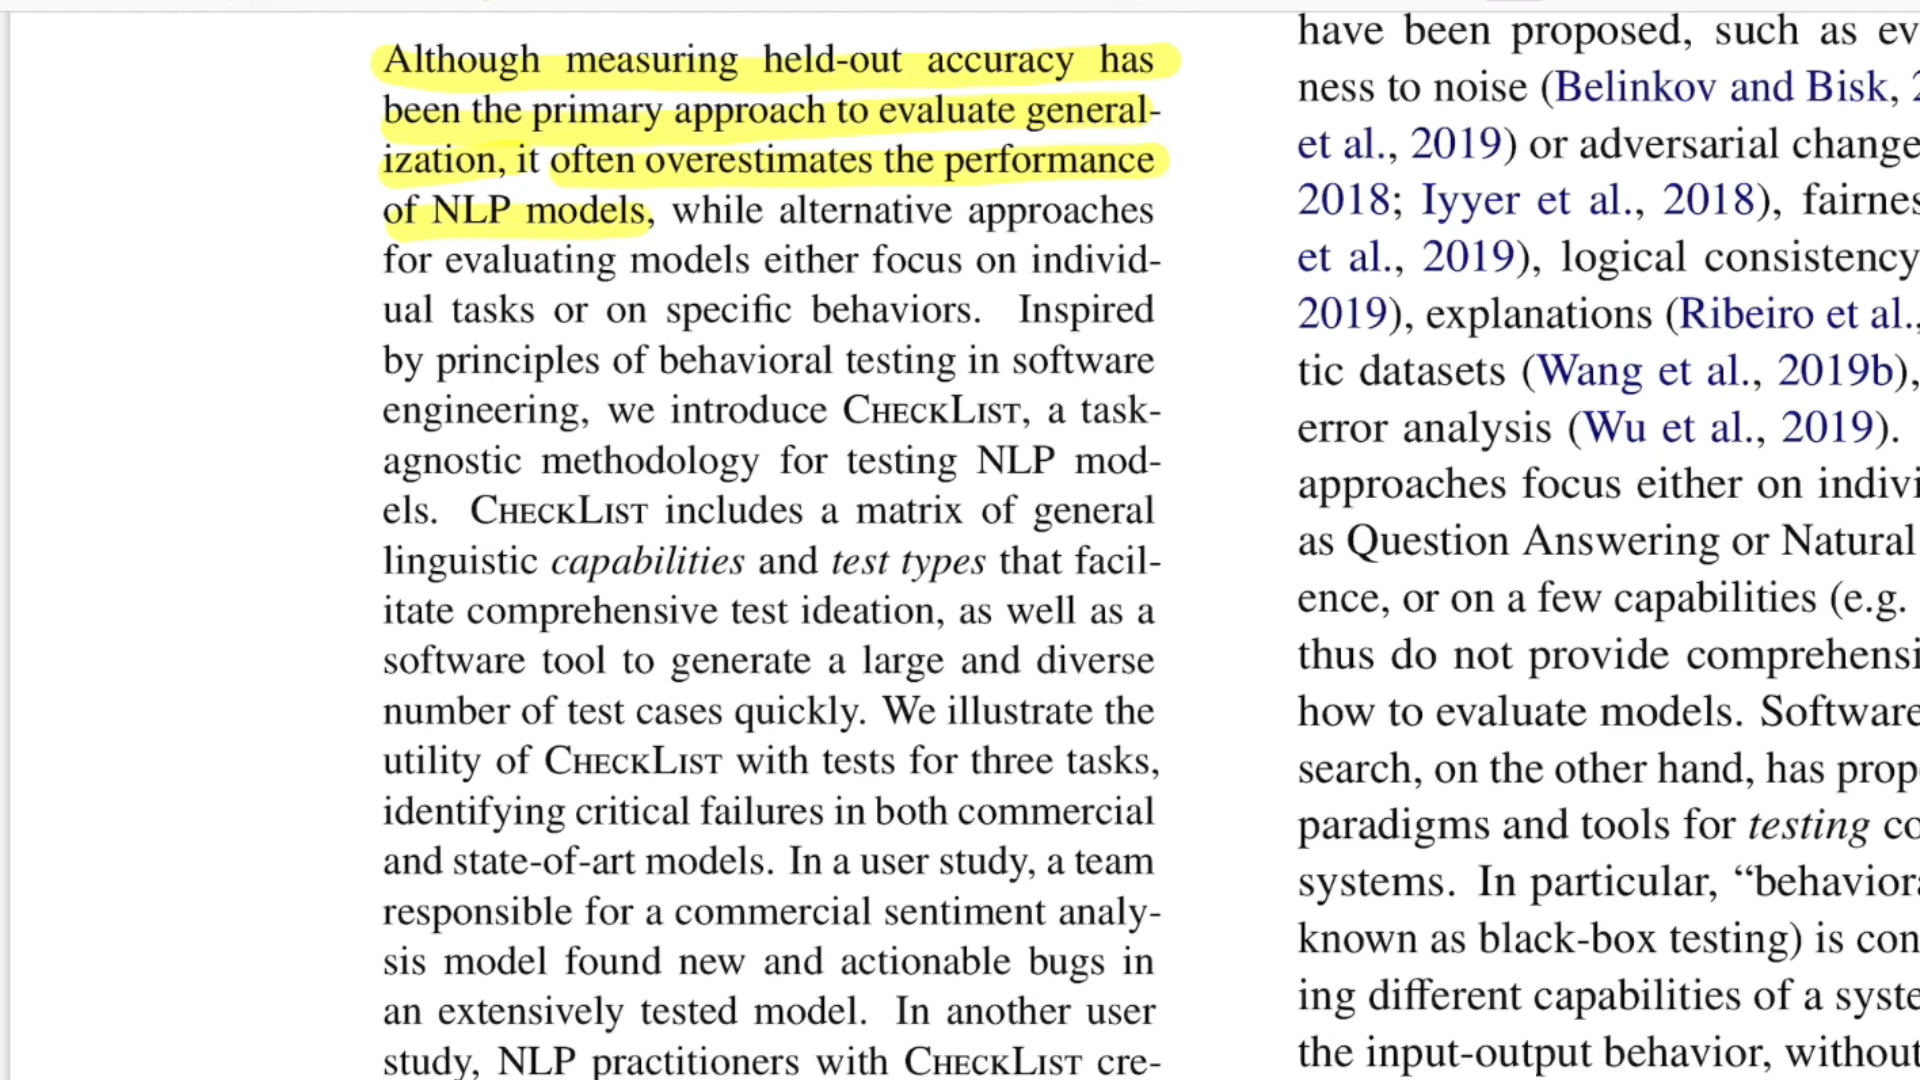 Although measuring held-out accuracy has
been the primary approach to evaluate general-
ization, it often overestimates the performance
of NLP models, while alternative approaches
for evaluating models either focus on individ-
ual tasks or on specific behaviors. Inspired
by principles of behavioral testing in software
engineering, we introduce CHECKLIST, a task-
agnostic methodology for testing NLP mod-
els. CHECKLIST includes a matrix of general
linguistic capabilities and test types that facil-
itate comprehensive test ideation, as well as a
software tool to generate a large and diverse
number of test cases quickly. We illustrate the
utility of CHECKLIST with tests for three tasks,
identifying critical failures in both commercial
and state-of-art models. In a user study, a team
responsible for a commercial sentiment analy-
sis model found new and actionable bugs in
an extensively tested model. In another user
study, NLP practitioners with CHECKLIST cre-
have been proposed, such as ev
ness to noise (Belinkov and Bisk,
et al., 2019) or adversarial change
2018; Iyyer et al., 2018), fairnes
et al., 2019), logical consistency
2019), explanations (Ribeiro et al.,
tic datasets (Wang et al., 2019b),
error analysis (Wu et al., 2019).
approaches focus either on indivi
as Question Answering or Natural
ence, or on a few capabilities (e.g.
thus do not provide comprehensi
how to evaluate models. Software
search, on the other hand, has prop
paradigms and tools for testing co
systems. In particular, “behaviora
known as black-box testing) is con
ing different capabilities of a syste
the input-output behavior, without